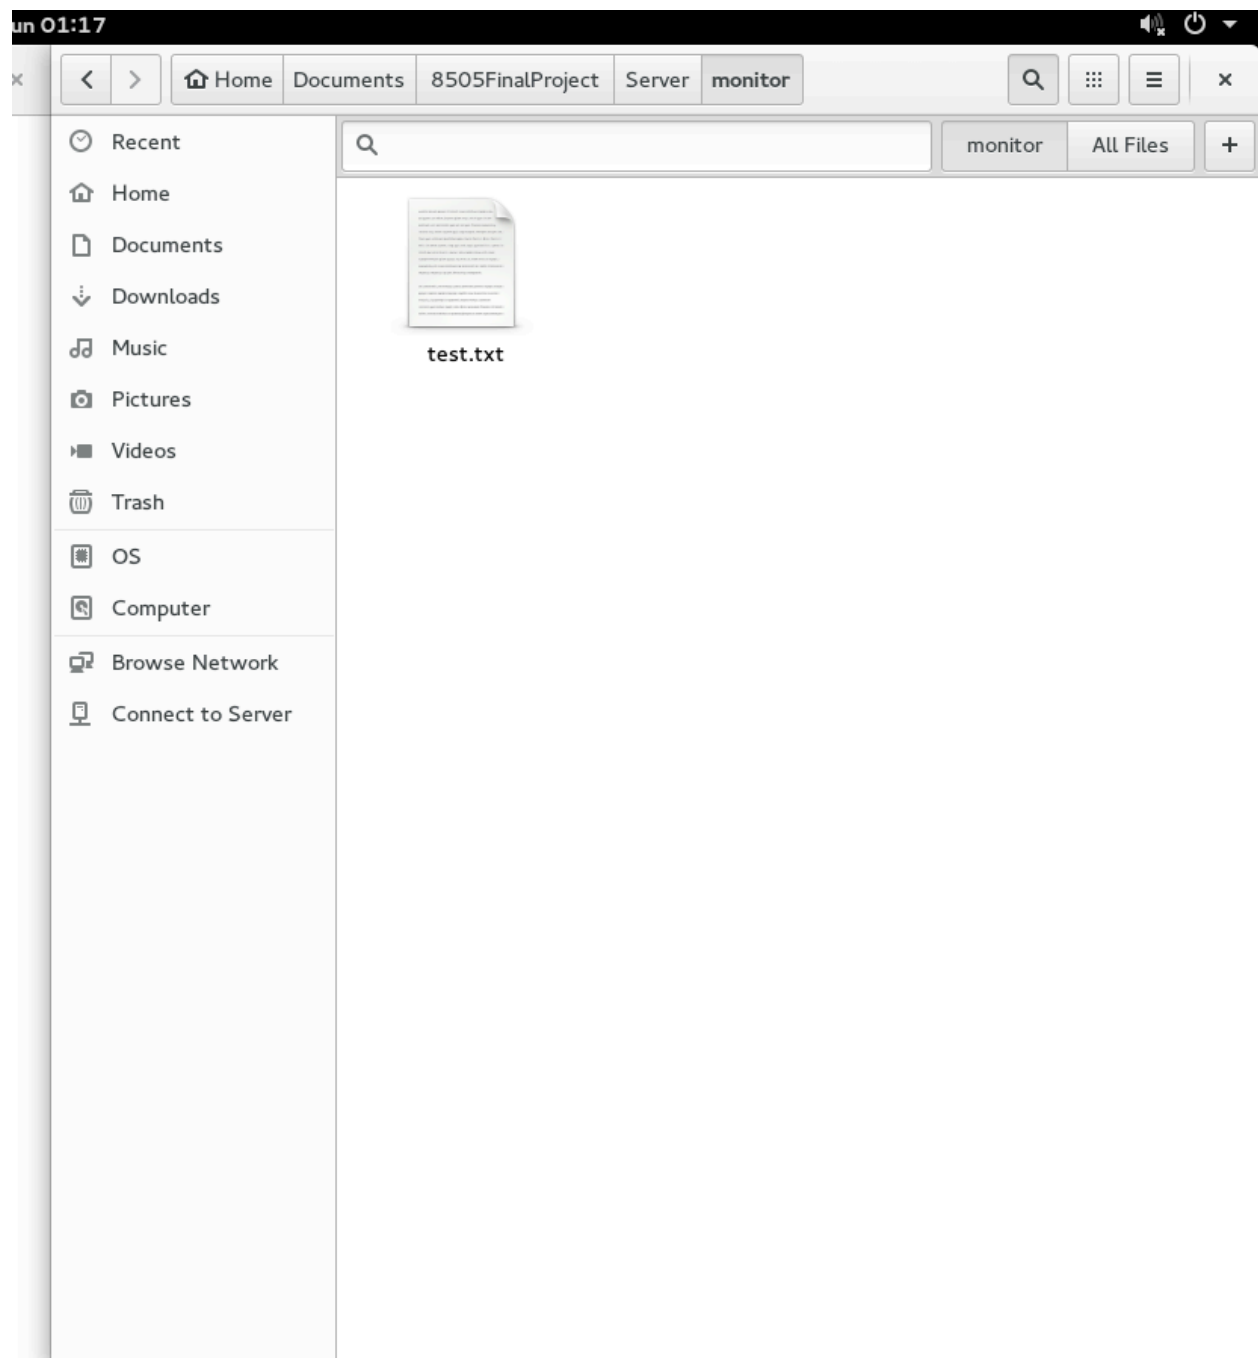 un 01:17
Home Documents 8505FinalProject Server monitor
Recent
monitor All Files
Home
Documents
Downloads
Music
Pictures
Videos
Trash
OS
Computer
Browse Network
Connect to Server
test.txt